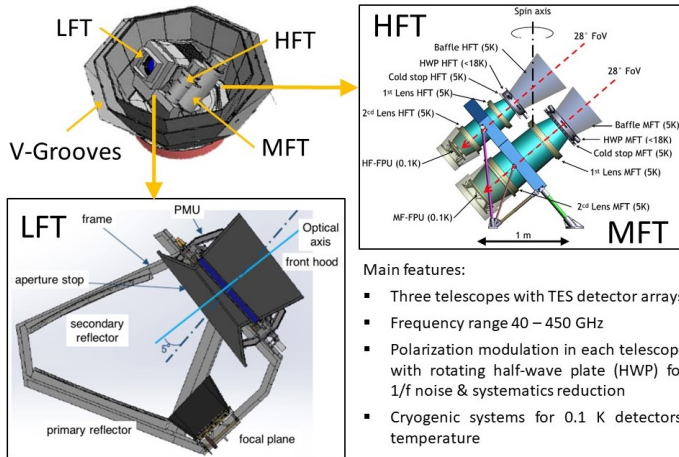 LFT
HFT
V-Grooves
MFT
HFT
Spin axis
28° FoV
Baffle HFT (5K)
HWP HFT (<18K)
Cold stop HFT (5K)
1st Lens HFT (5K)
2cd Lens HFT (5K)
28° FoV
Baffle MFT (5K)
HWP MFT (<18K)
Cold stop MFT (5K)
1st Lens MFT (5K)
HF-FPU (0.1K)
2cd Lens MFT (5K)
MF-FPU (0.1K)
1 m
MFT
LFT
PMU
frame
Optical
axis
front hood
aperture stop
secondary
reflector
5°
primary reflector
focal plane
Main features:
▪ Three telescopes with TES detector arrays
▪ Frequency range 40 – 450 GHz
▪ Polarization modulation in each telescop
with rotating half-wave plate (HWP) fo
1/f noise & systematics reduction
▪ Cryogenic systems for 0.1 K detectors
temperature